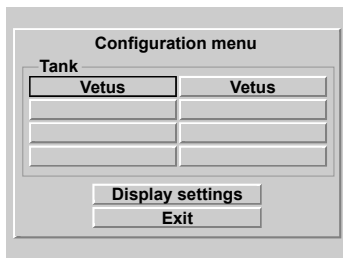 Configuration menu
Tank
Vetus Vetus
Display settings
Exit